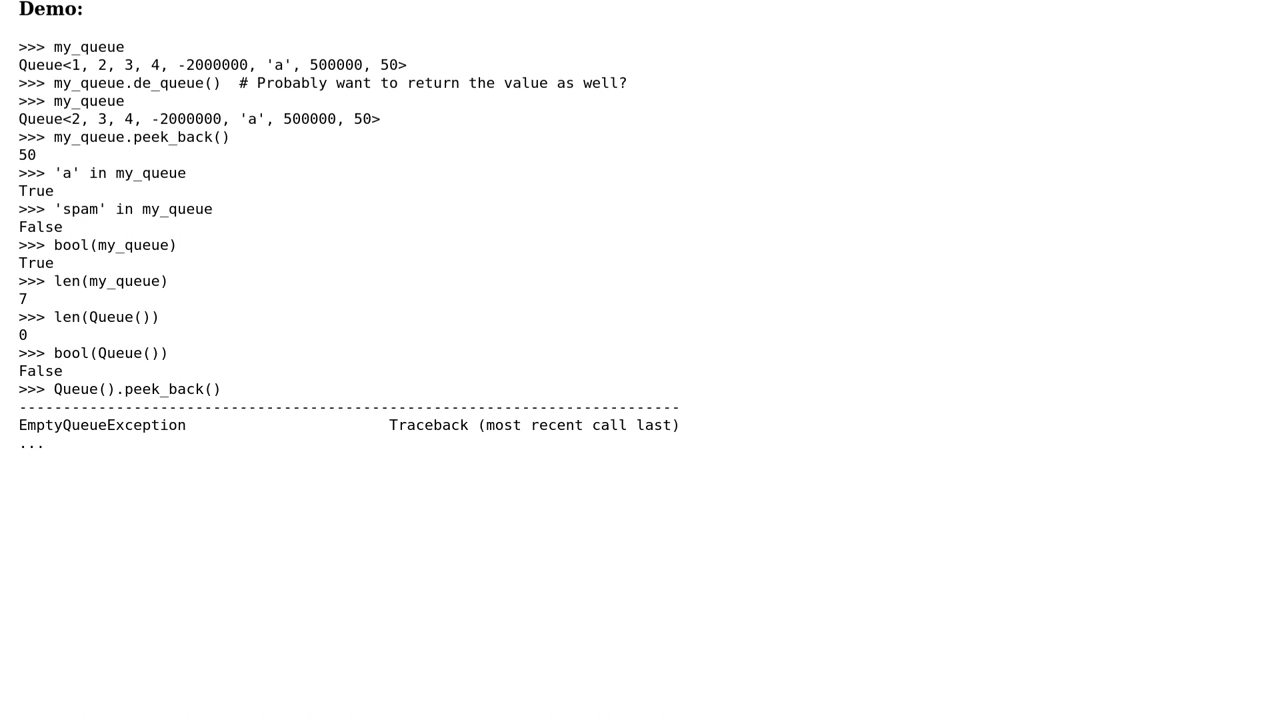 Demo:
>>> my_queue
Queue<1, 2, 3, 4, -2000000, 'a', 500000, 50>
>>> my_queue.de_queue()  # Probably want to return the value as well?
>>> my_queue
Queue<2, 3, 4, -2000000, 'a', 500000, 50>
>>> my_queue.peek_back()
50
>>> 'a' in my_queue
True
>>> 'spam' in my_queue
False
>>> bool(my_queue)
True
>>> len(my_queue)
7
>>> len(Queue())
0
>>> bool(Queue())
False
>>> Queue().peek_back()
---------------------------------------------------------------------------
EmptyQueueException                       Traceback (most recent call last)
...